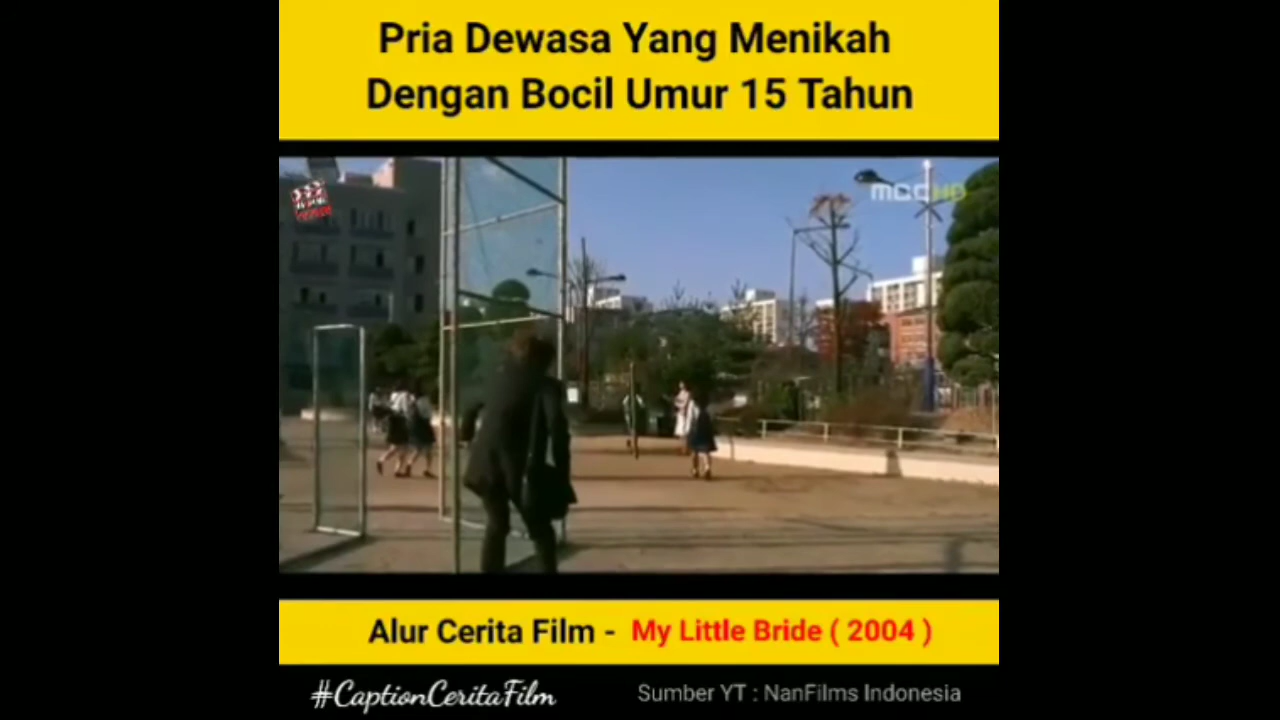 Pria Dewasa Yang Menikah
Dengan Bocil Umur 15 Tahun
MCC HD
Alur Cerita Film - My Little Bride ( 2004 )
#CaptionCeritaFilm
Sumber YT : NanFilms Indonesia